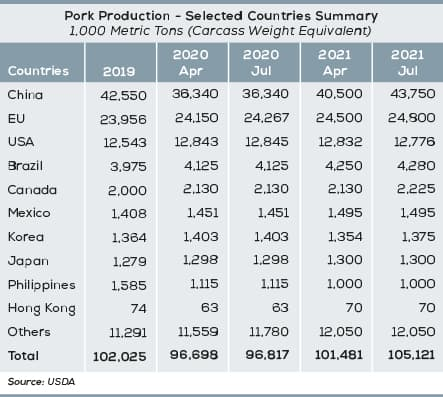 Pork Production - Selected Countries Summary
1,000 Metric Tons (Carcass Weight Equivalent)
Countries 2019 2020 Apr 2020 Jul 2021 Apr 2021 Jul
China 42,550 36,340 36,340 40,500 43,750
EU 23,956 24,150 24,267 24,500 24,800
USA 12,543 12,843 12,845 12,832 12,776
Brazil 3,975 4,125 4,125 4,250 4,280
Canada 2,000 2,130 2,130 2,130 2,225
Mexico 1,408 1,451 1,451 1,495 1,495
Korea 1,364 1,403 1,403 1,354 1,375
Japan 1,279 1,298 1,298 1,300 1,300
Philippines 1,585 1,115 1,115 1,000 1,000
Hong Kong 74 63 63 70 70
Others 11,291 11,559 11,780 12,050 12,050
Total 102,025 96,698 96,817 101,481 105,121
Source: USDA